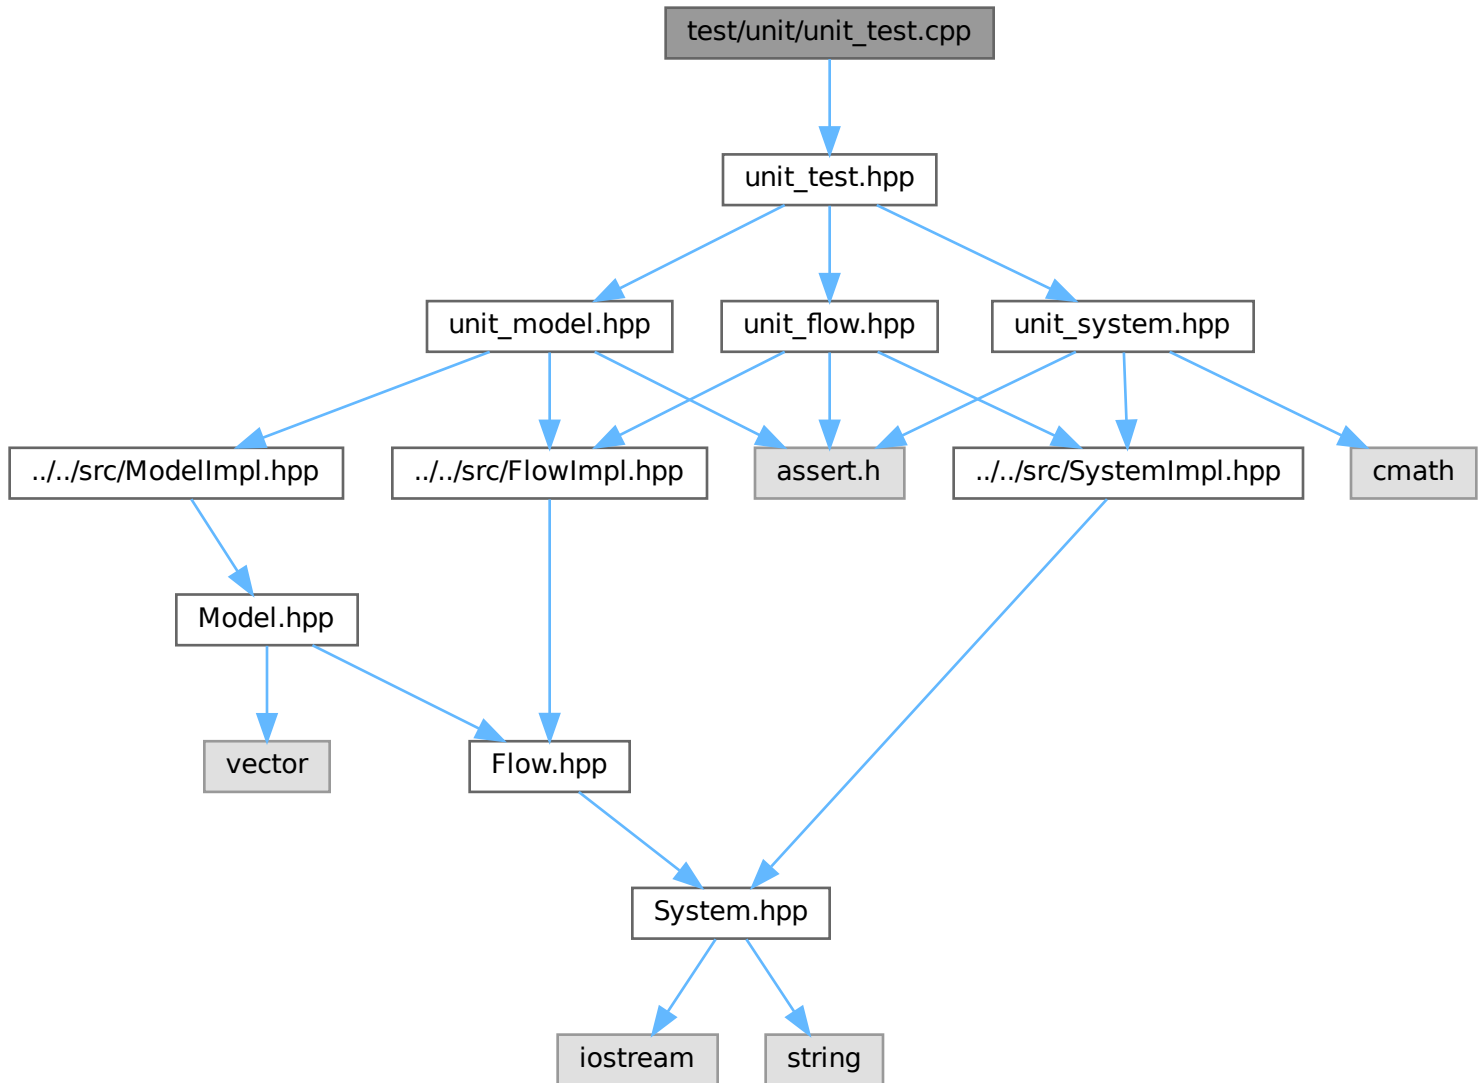 test/unit/unit_test.cpp
unit_test.hpp
unit_model.hpp
unit_flow.hpp
unit_system.hpp
../../src/ModelImpl.hpp
../../src/FlowImpl.hpp
assert.h
../../src/SystemImpl.hpp
cmath
Model.hpp
vector
Flow.hpp
System.hpp
iostream
string